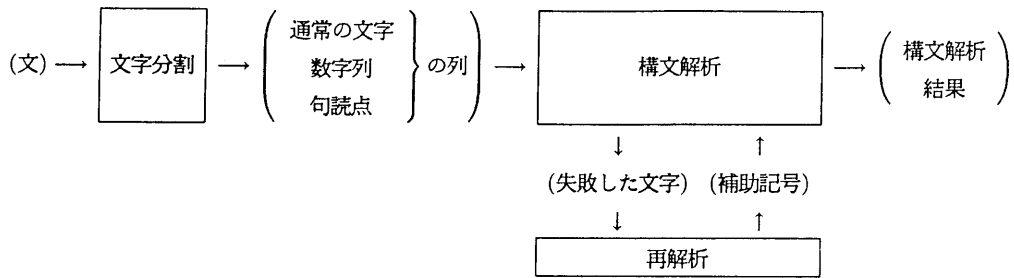 (文) → 文字分割 → ( 通常の文字 数字列 句読点 } の列 ) → 構文解析 → ( 構文解析 結果 )
↓ ↑
(失敗した文字) (補助記号)
↓ ↑
再解析